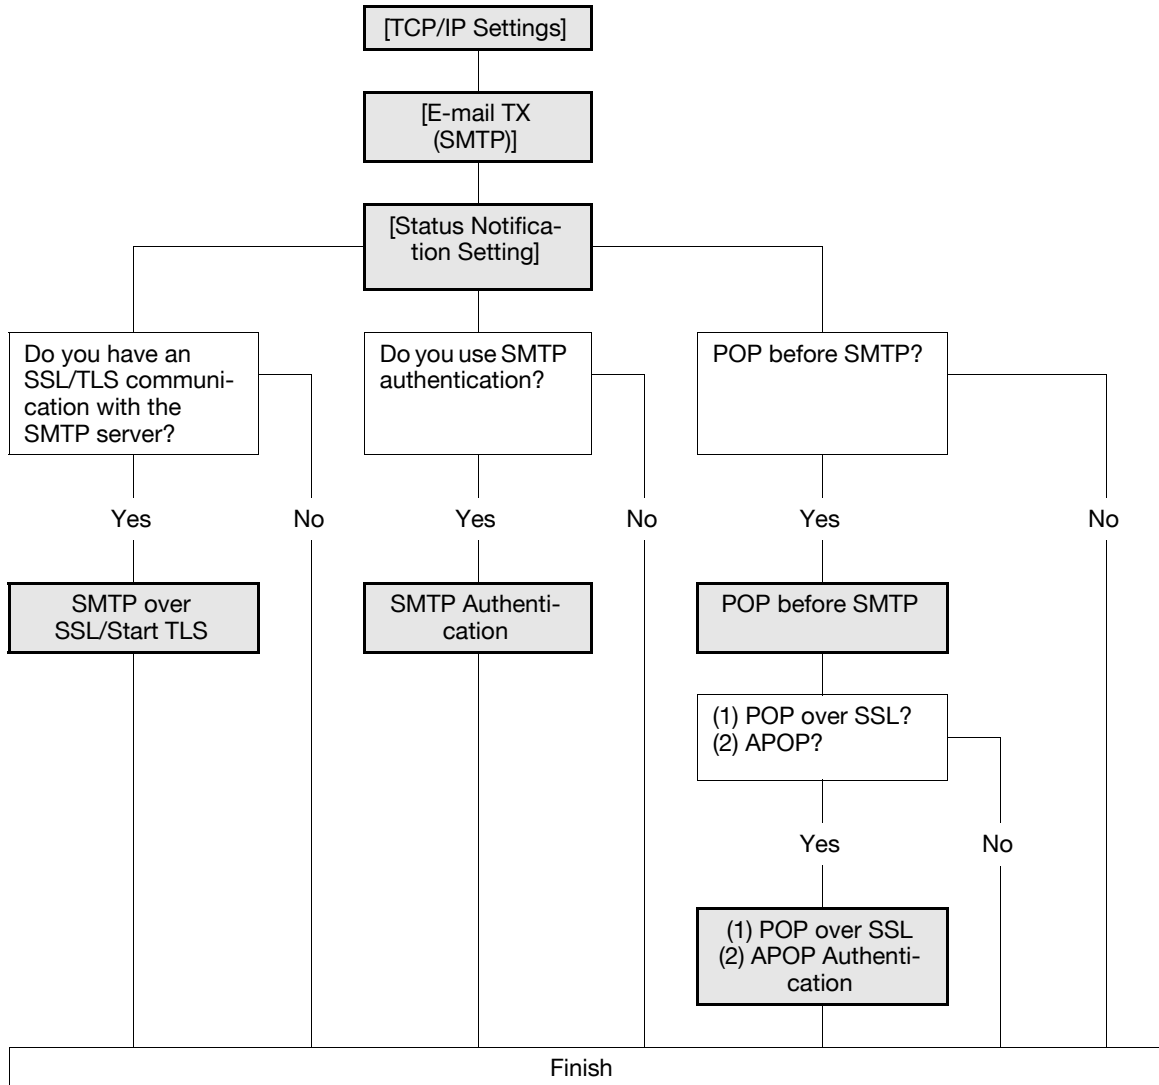 [TCP/IP Settings]
[E-mail TX
(SMTP)]
[Status Notifica-
tion Setting]
Do you have an
SSL/TLS communi-
cation with the
SMTP server?
Do you use SMTP
authentication?
POP before SMTP?
Yes
No
Yes
No
Yes
No
SMTP over
SSL/Start TLS
SMTP Authenti-
cation
POP before SMTP
(1) POP over SSL?
(2) APOP?
Yes
No
(1) POP over SSL
(2) APOP Authenti-
cation
Finish